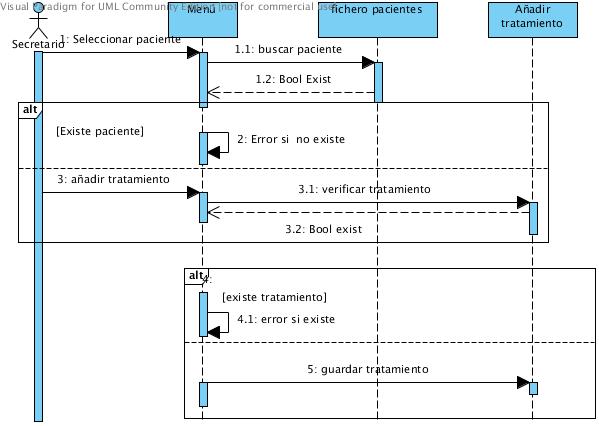 Visual Paradigm for UML Community Edition [not for commercial use]
Menú
fichero pacientes
Añadir
tratamiento
Secretario
1: Seleccionar paciente
1.1: buscar paciente
1.2: Bool Exist
alt
[Existe paciente]
2: Error si no existe
3: añadir tratamiento
3.1: verificar tratamiento
3.2: Bool exist
alt
4:
[existe tratamiento]
4.1: error si existe
5: guardar tratamiento